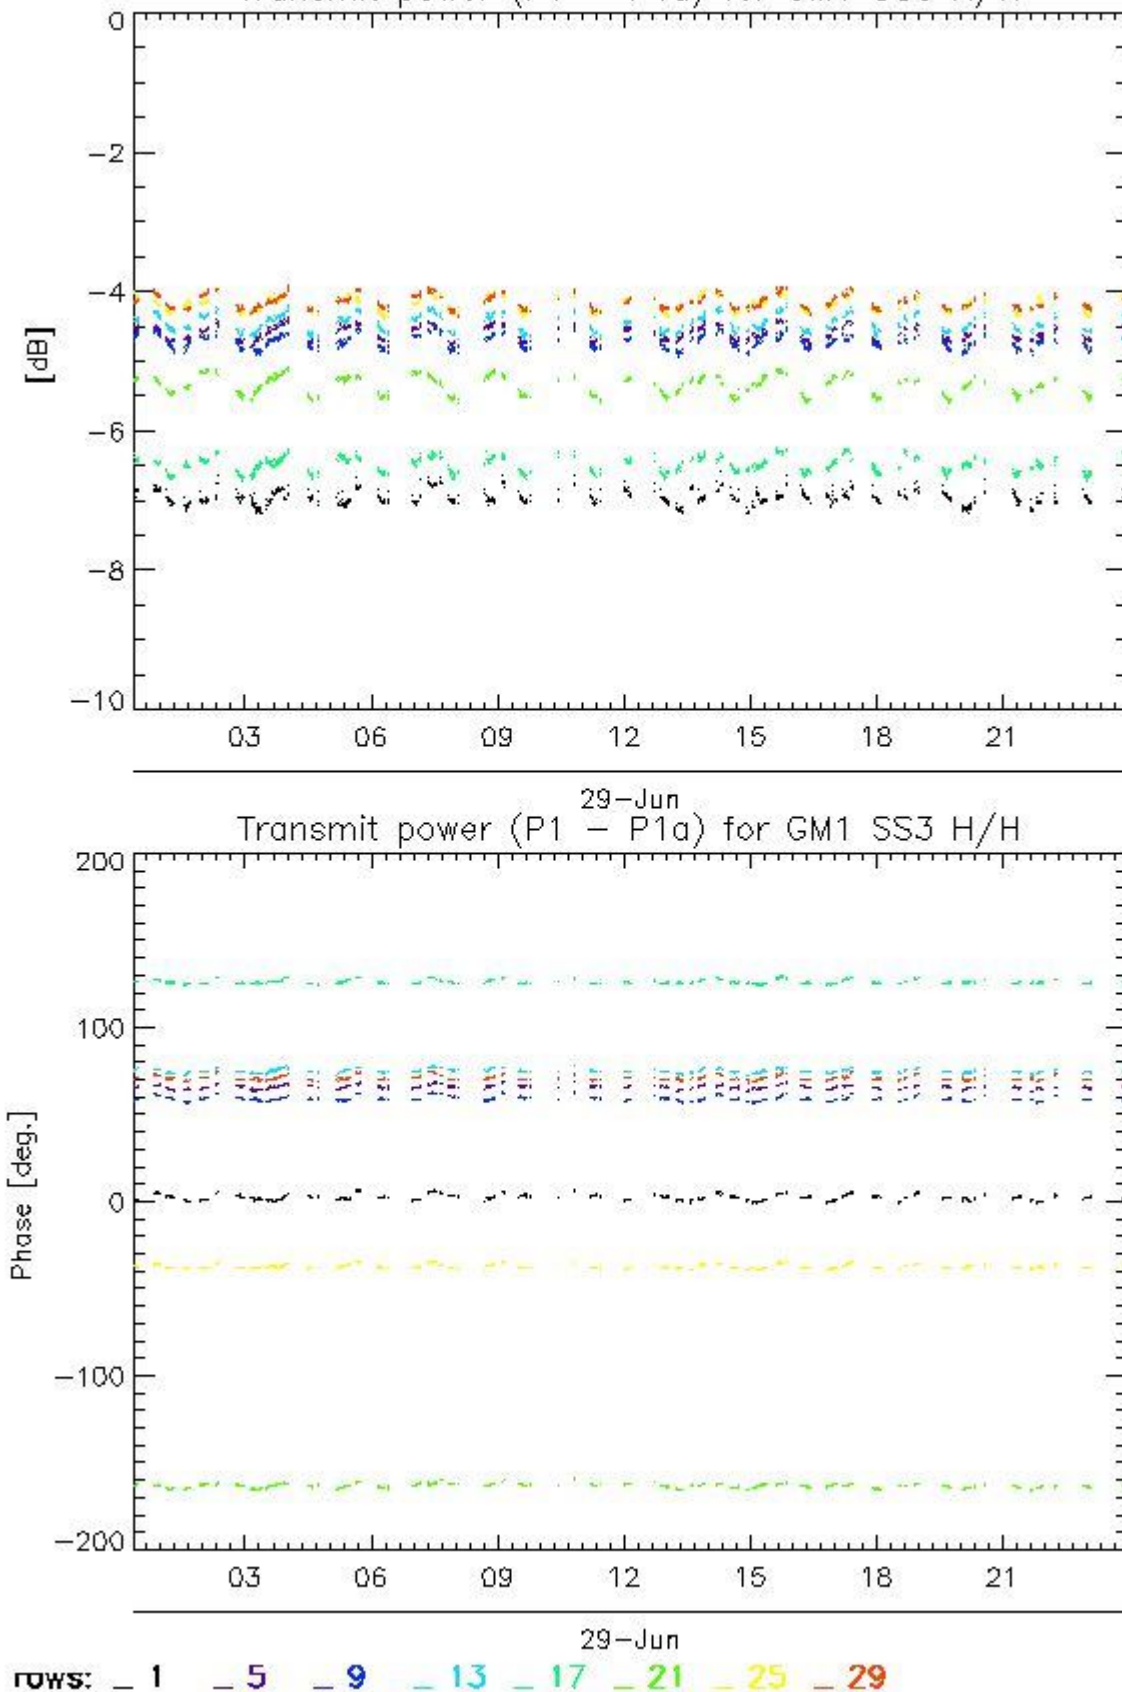 0
−2
−4
[dB]
−6
−8
−10
03 06 09 12 15 18 21
29−Jun
Transmit power (P1 − P1a) for GM1 SS3 H/H
200
100
0
Phase [deg.]
−100
−200
03 06 09 12 15 18 21
29−Jun
rows: _ 1 _ 5 _ 9 _ 13 _ 17 _ 21 _ 25 _ 29